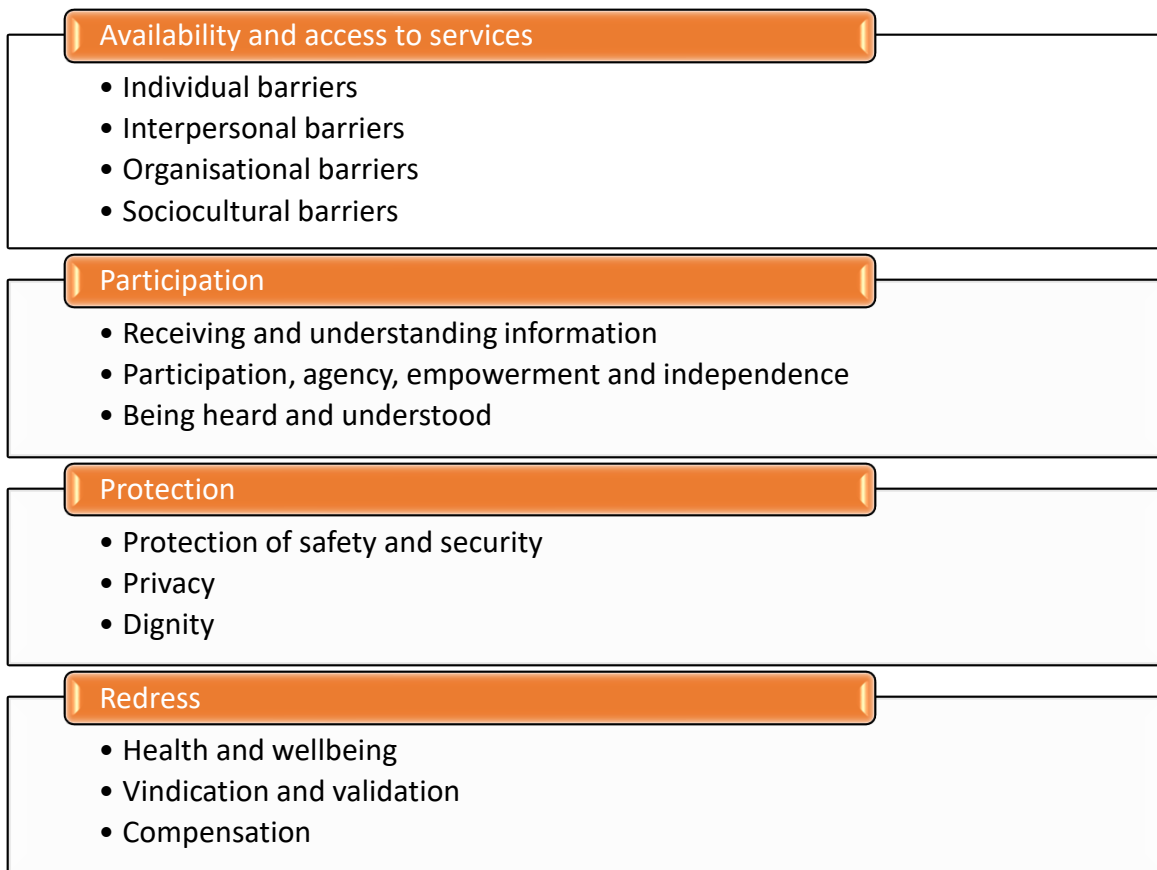 Availability and access to services
• Individual barriers
• Interpersonal barriers
• Organisational barriers
• Sociocultural barriers
Participation
• Receiving and understanding information
• Participation, agency, empowerment and independence
• Being heard and understood
Protection
• Protection of safety and security
• Privacy
• Dignity
Redress
• Health and wellbeing
• Vindication and validation
• Compensation